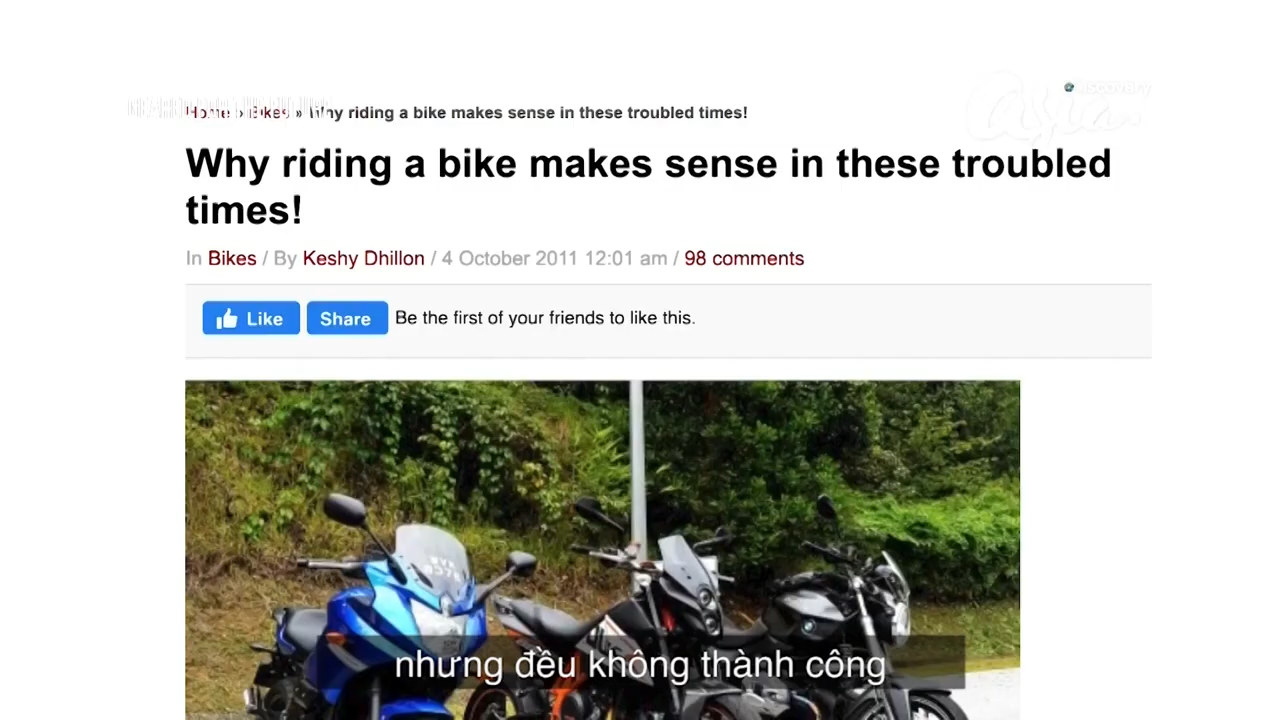 Home » Bikes » Why riding a bike makes sense in these troubled times!
Discovery
Asia
Why riding a bike makes sense in these troubled
times!
In Bikes / By Keshy Dhillon / 4 October 2011 12:01 am / 98 comments
Like Share Be the first of your friends to like this.
nhưng đều không thành công